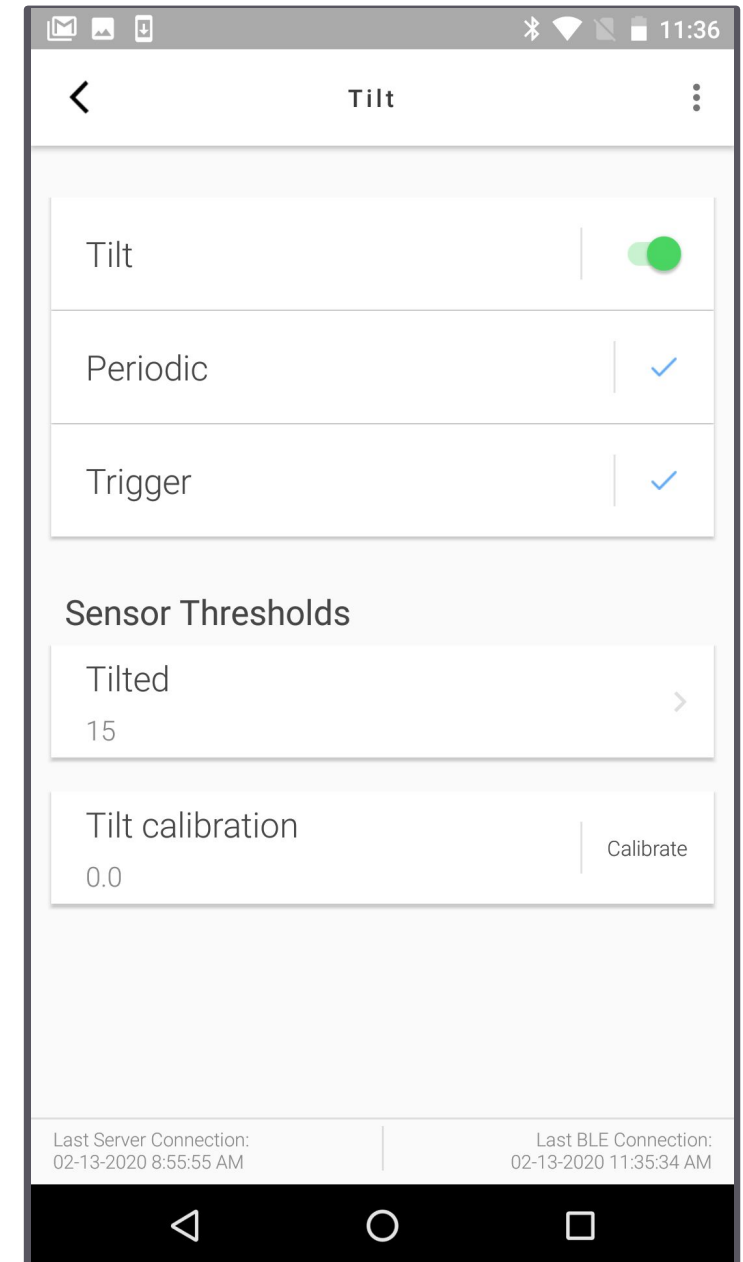 11:36
Tilt
Tilt
Periodic
Trigger
Sensor Thresholds
Tilted
15
Tilt calibration
0.0
Calibrate
Last Server Connection:
02-13-2020 8:55:55 AM
Last BLE Connection:
02-13-2020 11:35:34 AM